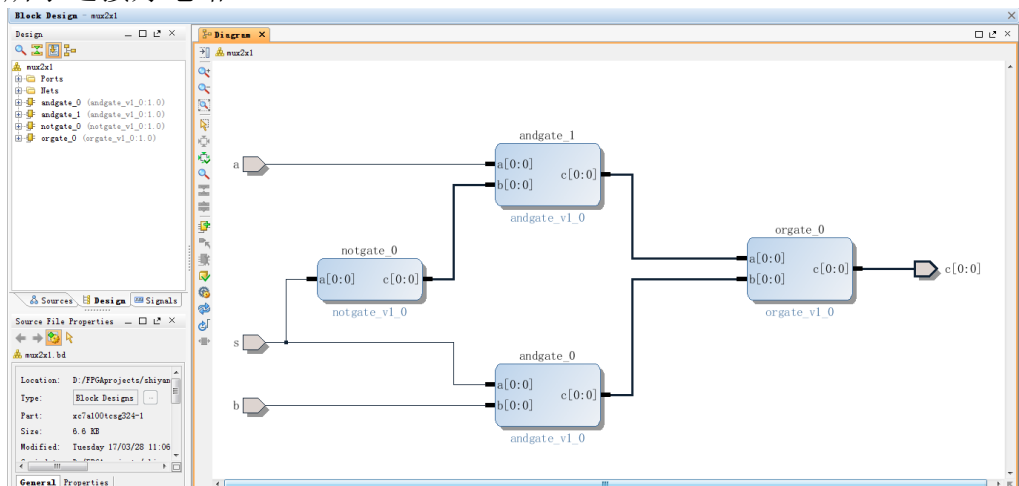 Block Design - mux2x1
Design
mux2x1
Ports
Nets
andgate_0 (andgate_v1_0:1.0)
andgate_1 (andgate_v1_0:1.0)
notgate_0 (notgate_v1_0:1.0)
orgate_0 (orgate_v1_0:1.0)
Sources Design Signals
Source File Properties
mux2x1.bd
Location: D:/FPGAprojects/shiyan
Type: Block Designs
Part: xc7a100tcsg324-1
Size: 6.6 KB
Modified: Tuesday 17/03/28 11:06
General Properties
Diagram
mux2x1
andgate_1
a
a[0:0]
c[0:0]
b[0:0]
andgate_v1_0
notgate_0
a[0:0] c[0:0]
notgate_v1_0
orgate_0
a[0:0]
c[0:0]
b[0:0]
orgate_v1_0
c[0:0]
s
andgate_0
a[0:0]
c[0:0]
b
b[0:0]
andgate_v1_0